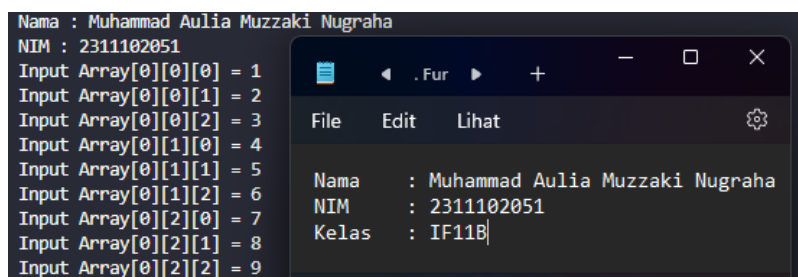 Nama : Muhammad Aulia Muzzaki Nugraha
NIM : 2311102051
Input Array[0][0][0] = 1
Input Array[0][0][1] = 2
Input Array[0][0][2] = 3
Input Array[0][1][0] = 4
Input Array[0][1][1] = 5
Input Array[0][1][2] = 6
Input Array[0][2][0] = 7
Input Array[0][2][1] = 8
Input Array[0][2][2] = 9
. Fur
File Edit Lihat
Nama : Muhammad Aulia Muzzaki Nugraha
NIM : 2311102051
Kelas : IF11B